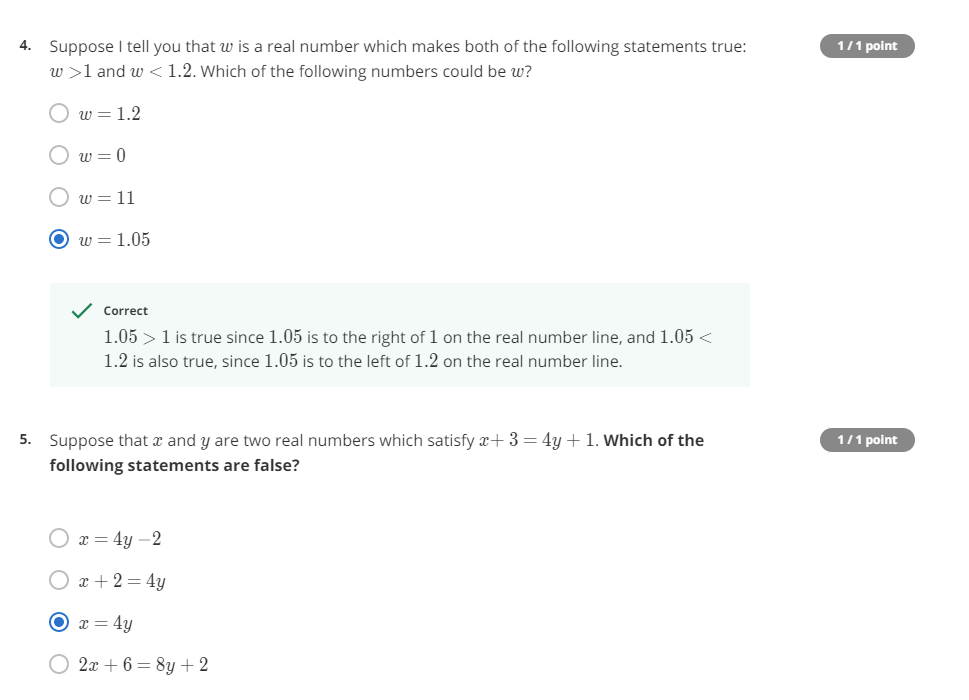 4. Suppose I tell you that w is a real number which makes both of the following statements true: 1 / 1 point
w >1 and w < 1.2. Which of the following numbers could be w?
w = 1.2
w = 0
w = 11
w = 1.05
Correct
1.05 > 1 is true since 1.05 is to the right of 1 on the real number line, and 1.05 <
1.2 is also true, since 1.05 is to the left of 1.2 on the real number line.
5. Suppose that x and y are two real numbers which satisfy x+ 3 = 4y + 1. Which of the 1 / 1 point
following statements are false?
x = 4y −2
x + 2 = 4y
x = 4y
2x + 6 = 8y + 2